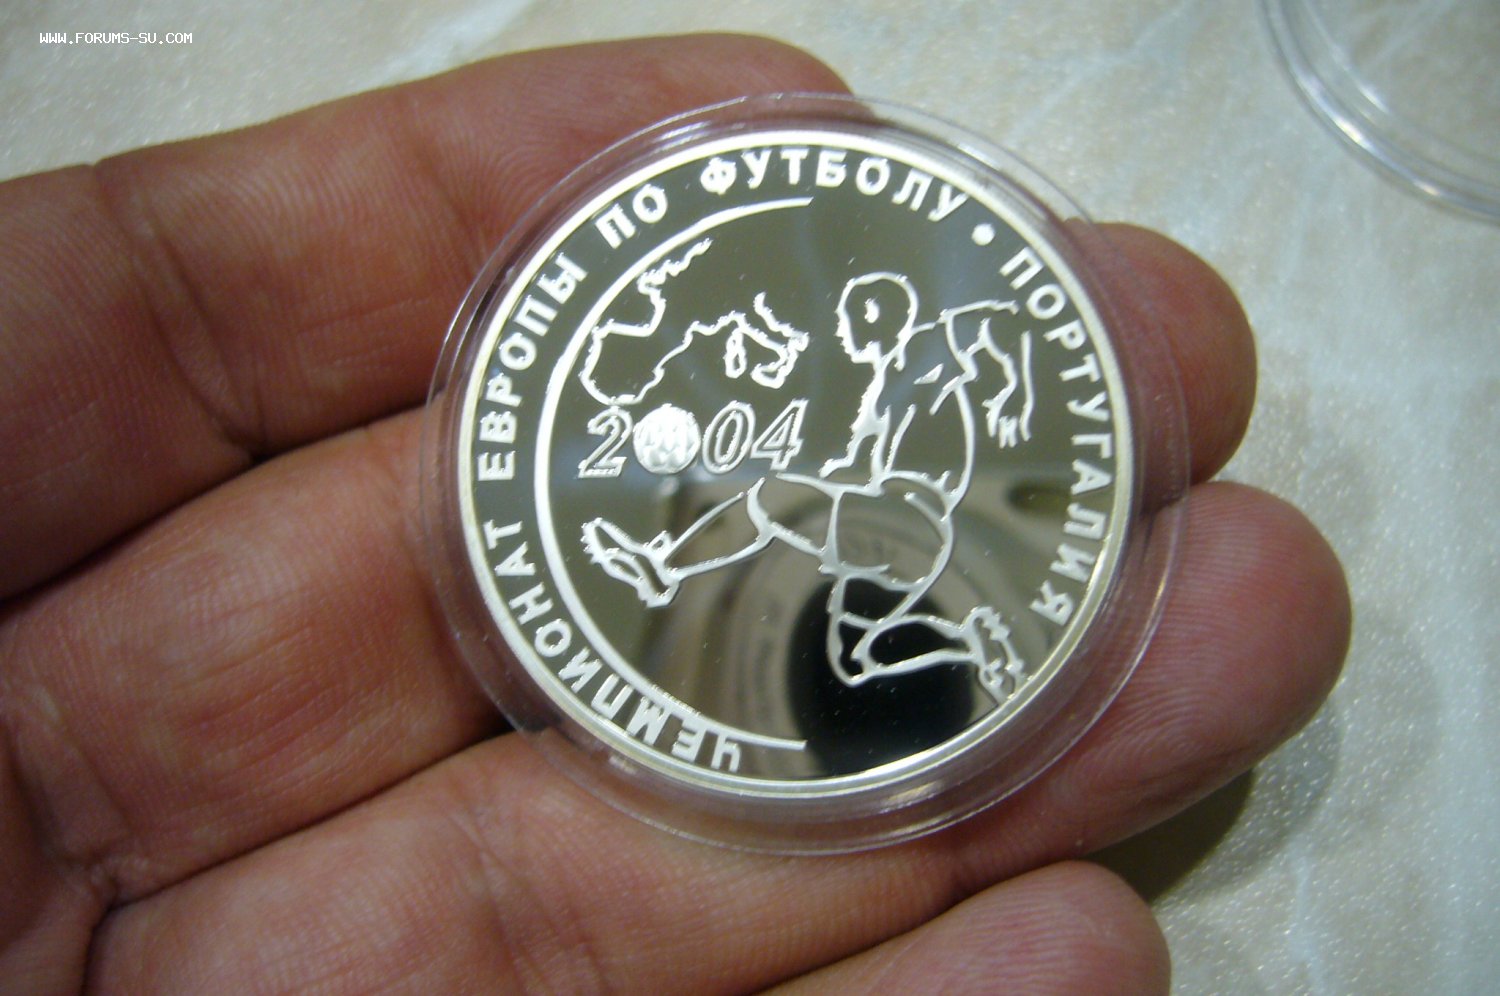 WWW.FORUMS-SU.COM
ЧЕМПИОНАТ ЕВРОПЫ ПО ФУТБОЛУ • ПОРТУГАЛИЯ
2004